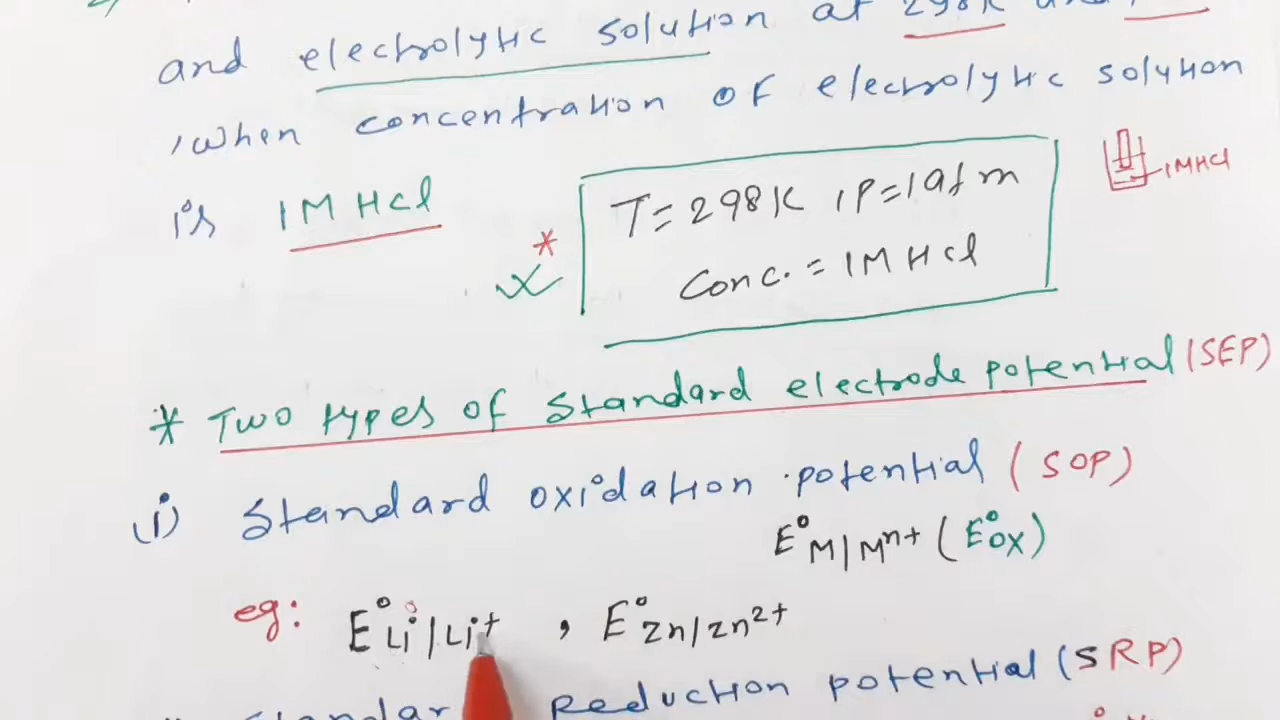 and electrolytic solution at 298K and
, when concentration of electrolytic solution
is 1M HCl
T=298K , P=1atm
Conc. = 1M HCl
1MHCl
* Two types of Standard electrode potential (SEP)
(i) Standard oxidation potential (SOP)
E°M/Mⁿ⁺ (E°ox)
eg: E°Li/Li⁺ , E°Zn/Zn²⁺
Standar Reduction potential (SRP)